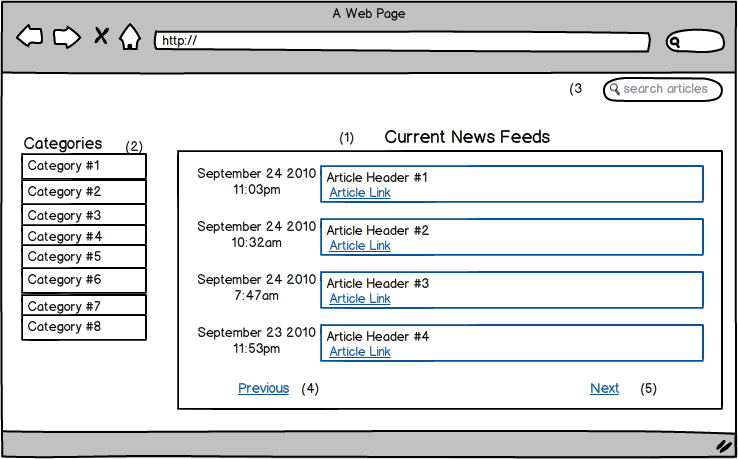 A Web Page
http://
(3
search articles
Categories (2)
Category #1
Category #2
Category #3
Category #4
Category #5
Category #6
Category #7
Category #8
(1) Current News Feeds
September 24 2010
11:03pm
Article Header #1
Article Link
September 24 2010
10:32am
Article Header #2
Article Link
September 24 2010
7:47am
Article Header #3
Article Link
September 23 2010
11:53pm
Article Header #4
Article Link
Previous (4)
Next (5)